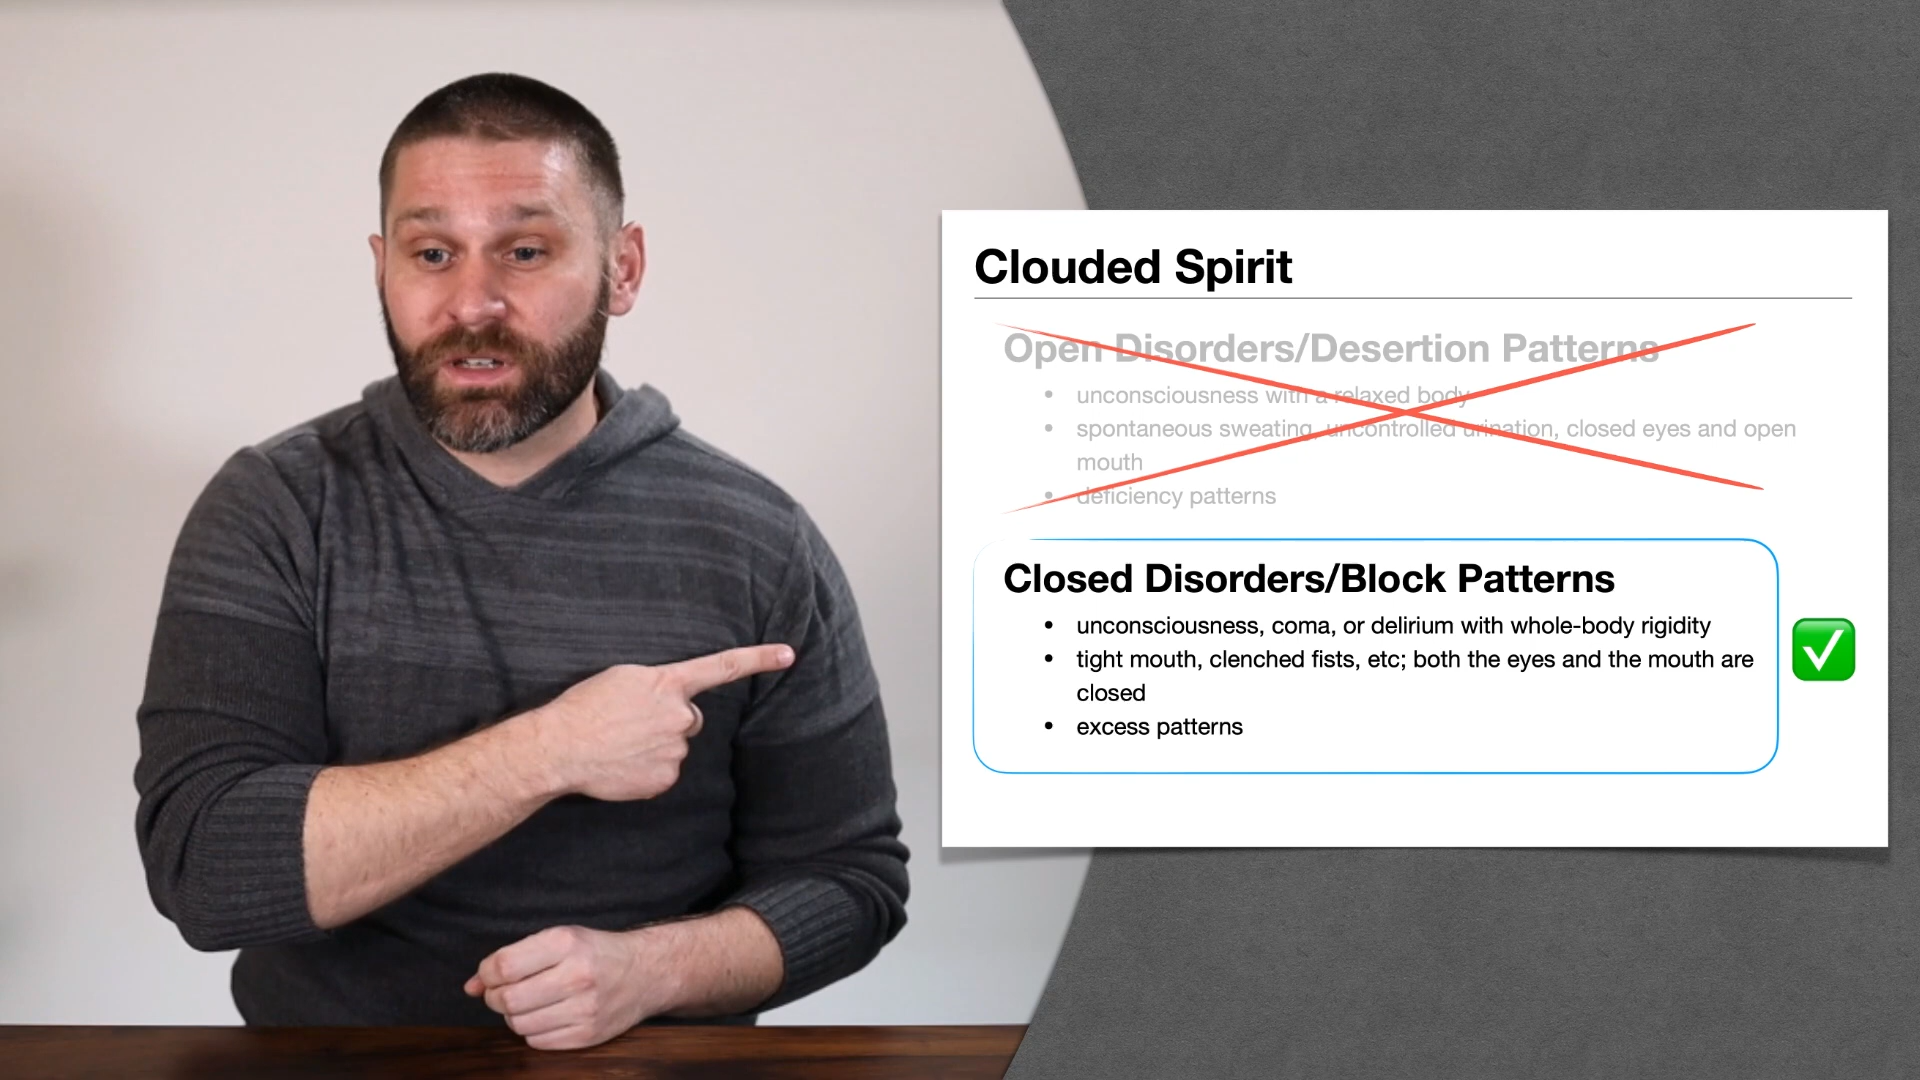 Clouded Spirit
Open Disorders/Desertion Patterns
• unconsciousness with a relaxed body
• spontaneous sweating, uncontrolled urination, closed eyes and open
mouth
• deficiency patterns
Closed Disorders/Block Patterns
• unconsciousness, coma, or delirium with whole-body rigidity
• tight mouth, clenched fists, etc; both the eyes and the mouth are
closed
• excess patterns